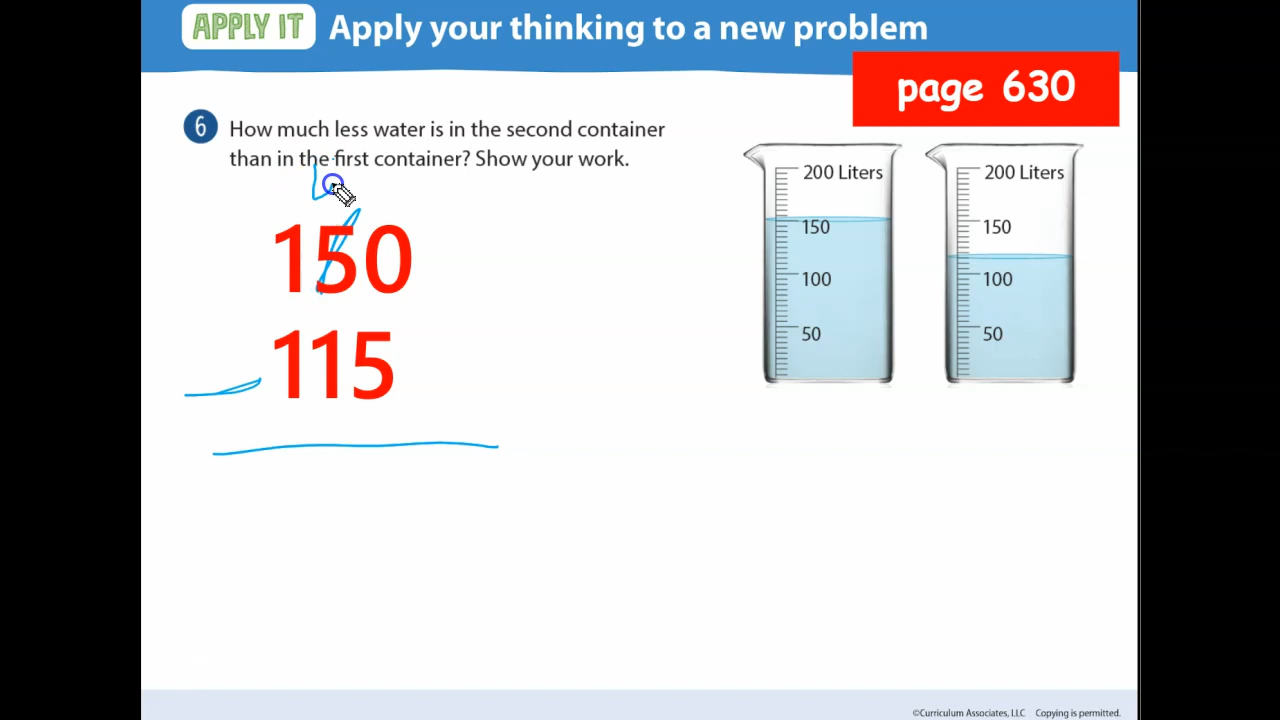 APPLY IT Apply your thinking to a new problem
page 630
6 How much less water is in the second container
than in the first container? Show your work.
150
115
200 Liters
150
100
50
200 Liters
150
100
50
©Curriculum Associates, LLC Copying is permitted.